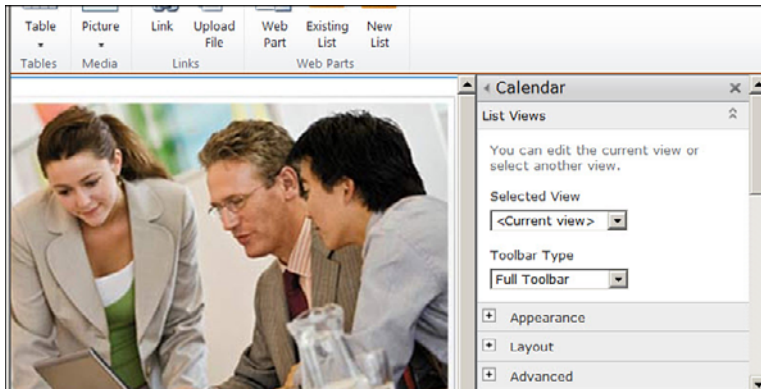 Table
Picture
Link
Upload
File
Web
Part
Existing
List
New
List
Tables
Media
Links
Web Parts
Calendar
List Views
You can edit the current view or
select another view.
Selected View
<Current view>
Toolbar Type
Full Toolbar
Appearance
Layout
Advanced